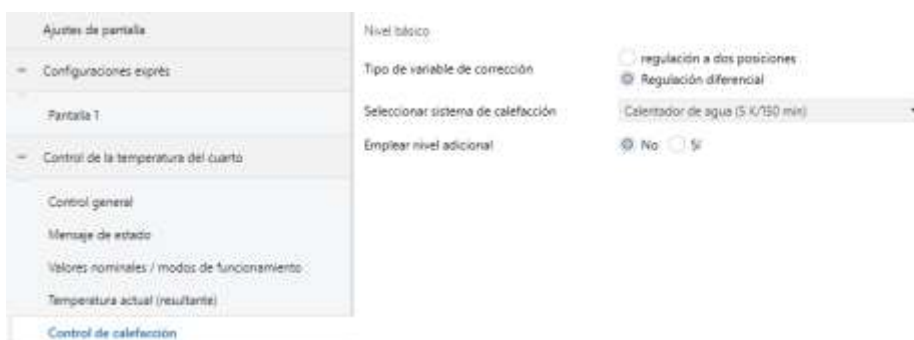 Ajustes de pantalla
Configuraciones exprés
Pantalla 1
Control de la temperatura del cuarto
Control general
Mensaje de estado
Valores nominales / modos de funcionamiento
Temperatura actual (resultante)
Control de calefacción
Nivel básico
Tipo de variable de corrección
regulación a dos posiciones
Regulación diferencial
Seleccionar sistema de calefacción
Calentador de agua (5 K/150 min)
Emplear nivel adicional
No Sí